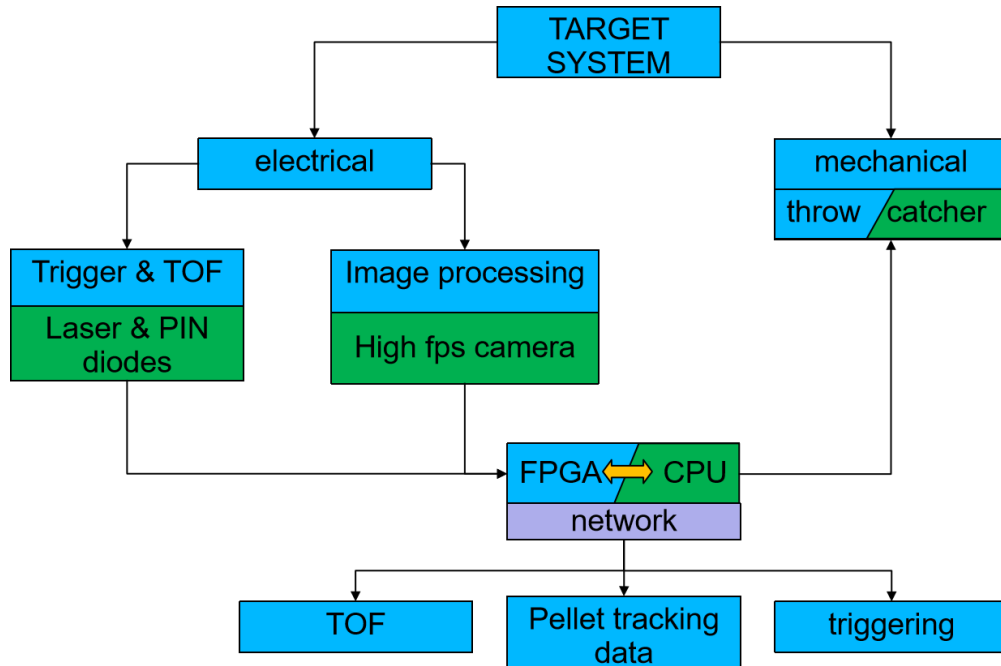 TARGET
SYSTEM
electrical
mechanical
throw catcher
Trigger & TOF
Laser & PIN
diodes
Image processing
High fps camera
FPGA CPU
network
TOF
Pellet tracking
data
triggering